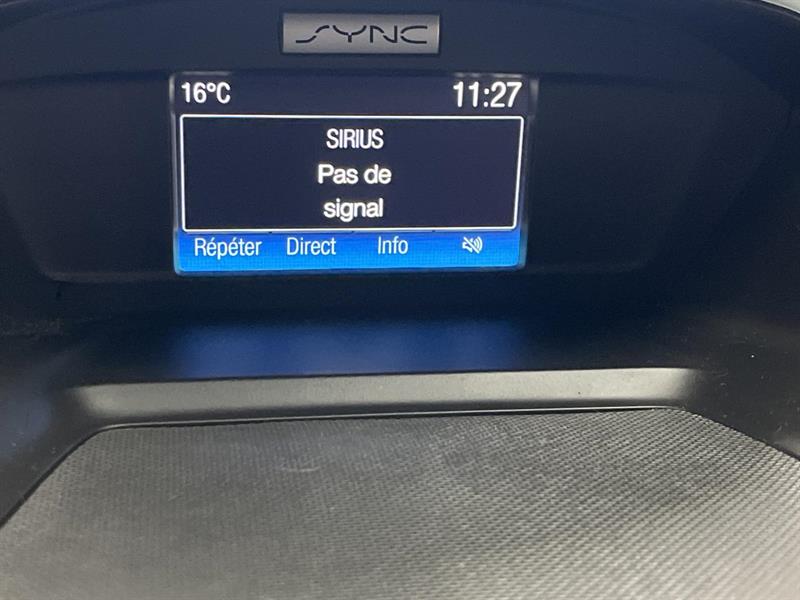 SYNC
16°C 11:27
SIRIUS
Pas de
signal
Répéter Direct Info